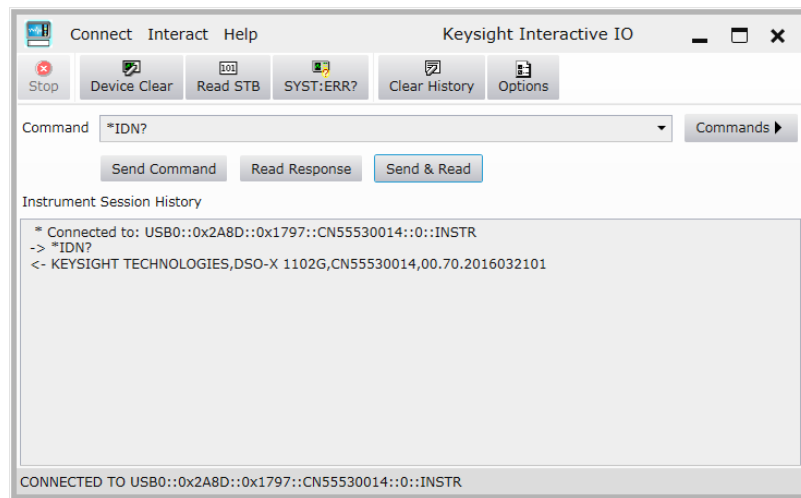 Connect Interact Help Keysight Interactive IO
Stop Device Clear Read STB SYST:ERR? Clear History Options
Command *IDN? Commands
Send Command Read Response Send & Read
Instrument Session History
* Connected to: USB0::0x2A8D::0x1797::CN55530014::0::INSTR
-> *IDN?
<- KEYSIGHT TECHNOLOGIES,DSO-X 1102G,CN55530014,00.70.2016032101
CONNECTED TO USB0::0x2A8D::0x1797::CN55530014::0::INSTR